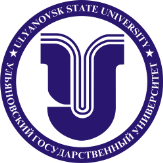 ULYANOVSK STATE UNIVERSITY
УЛЬЯНОВСКИЙ ГОСУДАРСТВЕННЫЙ УНИВЕРСИТЕТ